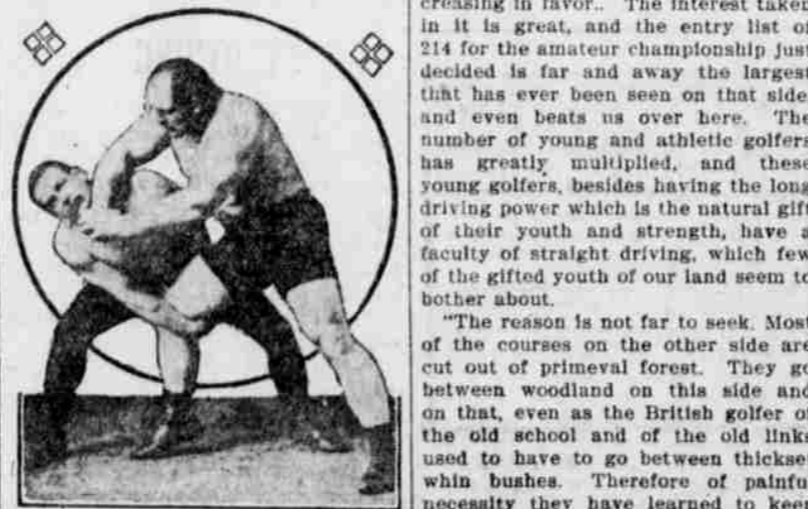 creasing in favor.. The interest taken
in it is great, and the entry list of
214 for the amateur championship just
decided is far and away the largest
that has ever been seen on that side,
and even beats us over here. The
number of young and athletic golfers
has greatly multiplied, and these
young golfers, besides having the long
driving power which is the natural gift
of their youth and strength, have a
faculty of straight driving, which few
of the gifted youth of our land seem to
bother about.
"The reason is not far to seek. Most
of the courses on the other side are
cut out of primeval forest. They go
between woodland on this side and
on that, even as the British golfer of
the old school and of the old links
used to have to go between thickset
whin bushes. Therefore of painful
necessity they have learned to keep